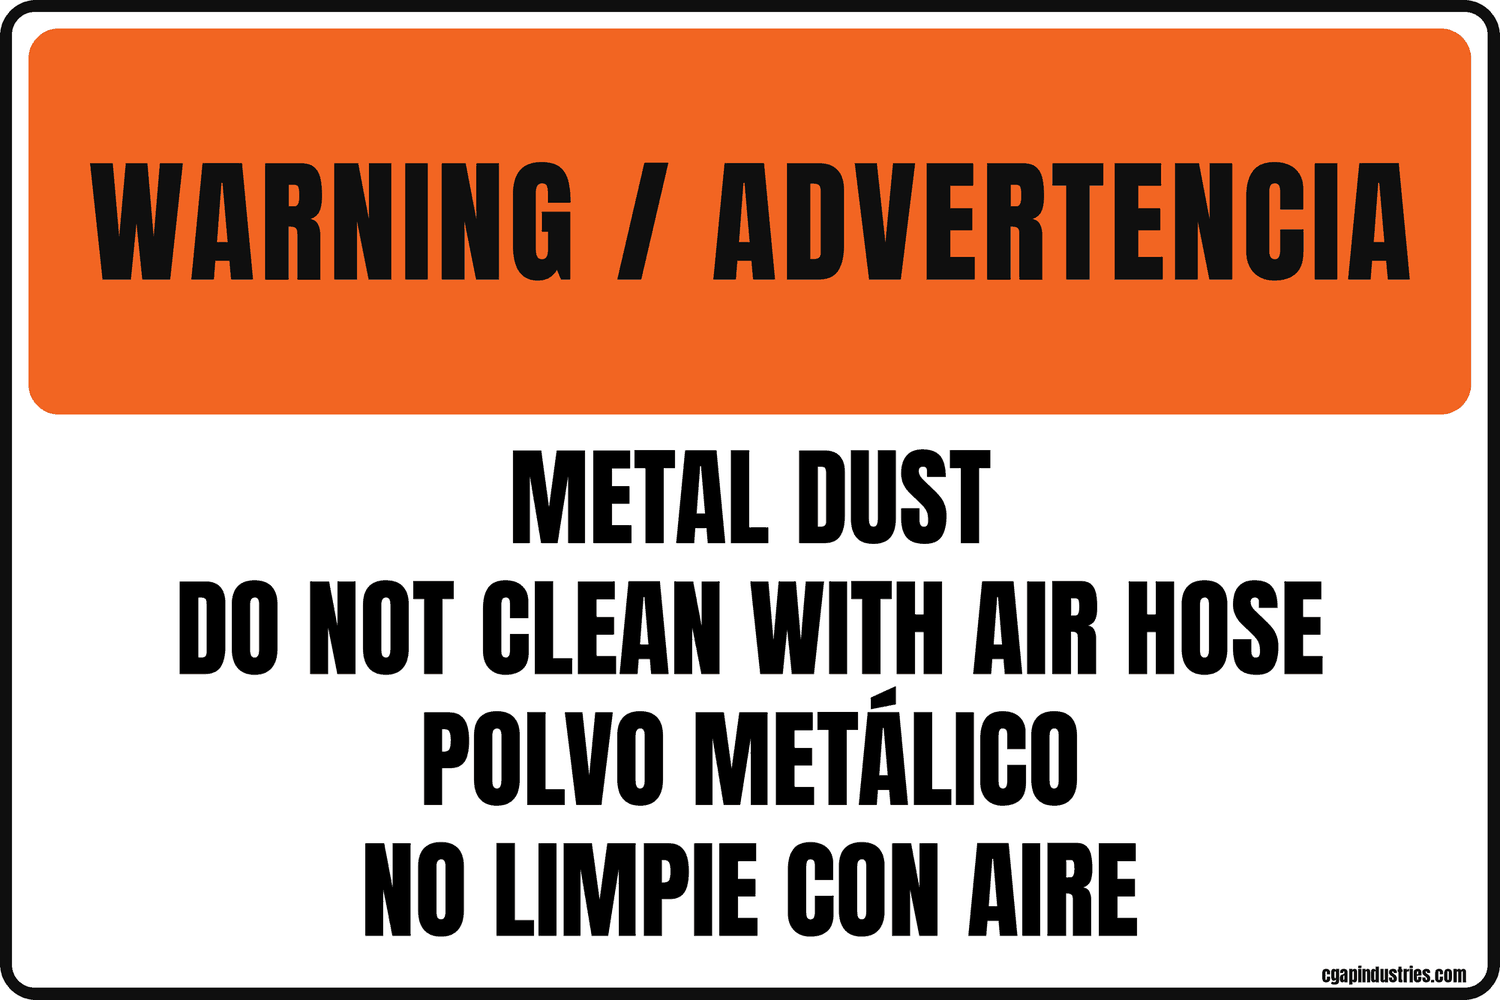 WARNING / ADVERTENCIA
METAL DUST
DO NOT CLEAN WITH AIR HOSE
POLVO METÁLICO
NO LIMPIE CON AIRE
cgapindustries.com